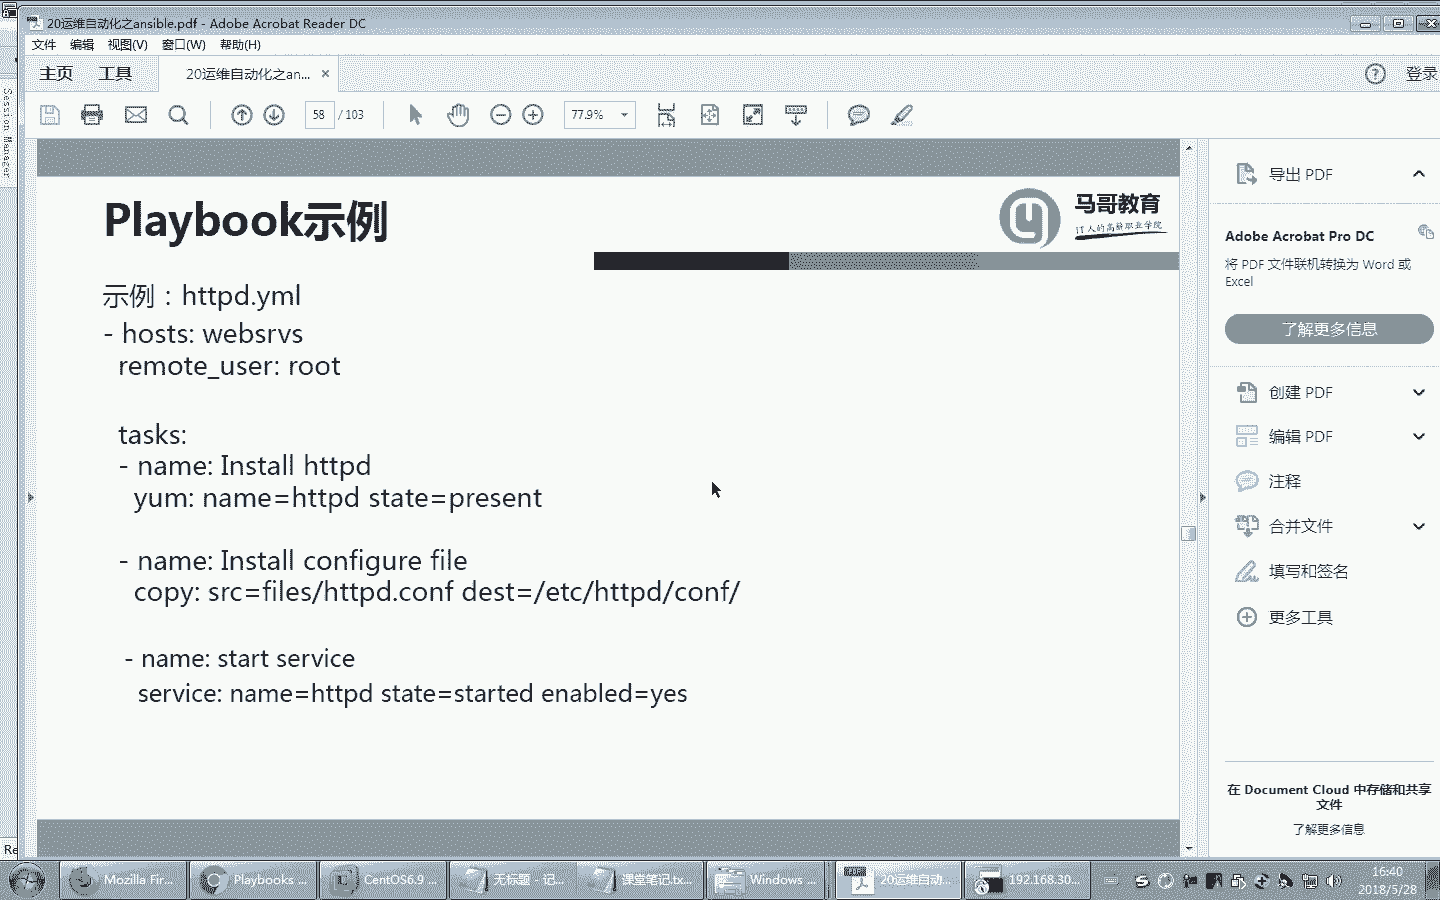 20运维自动化之ansible.pdf - Adobe Acrobat Reader DC
文件 编辑 视图(V) 窗口(W) 帮助(H)
主页 工具 20运维自动化之an... × 登录
58 / 103 77.9%
Session Manager
Playbook示例
马哥教育
IT人的高薪职业学院
示例：httpd.yml
- hosts: websrvs
remote_user: root
tasks:
- name: Install httpd
yum: name=httpd state=present
- name: Install configure file
copy: src=files/httpd.conf dest=/etc/httpd/conf/
- name: start service
service: name=httpd state=started enabled=yes
导出 PDF
Adobe Acrobat Pro DC
将 PDF 文件联机转换为 Word 或
Excel
了解更多信息
创建 PDF
编辑 PDF
注释
合并文件
填写和签名
更多工具
在 Document Cloud 中存储和共享
文件
了解更多信息
Re
Mozilla Fir... Playbooks ... CentOS6.9 ... 无标题 - 记... 课堂笔记.tx... Windows ... 20运维自动... 192.168.30...
16:40
2018/5/28